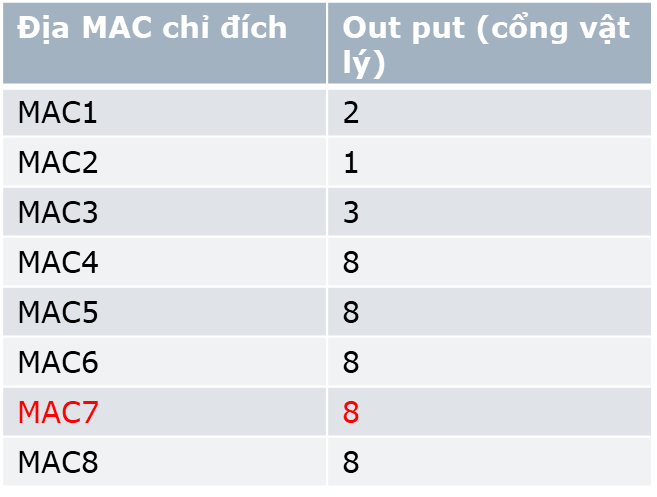 Địa MAC chỉ đích
Out put (cổng vật
lý)
MAC1 2
MAC2 1
MAC3 3
MAC4 8
MAC5 8
MAC6 8
MAC7 8
MAC8 8